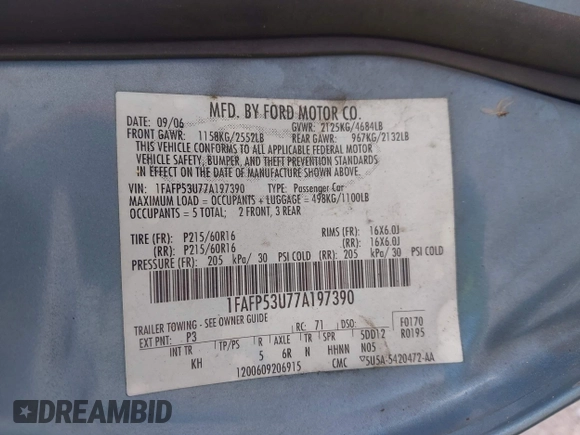 MFD. BY FORD MOTOR CO.
DATE: 09/06 GVWR: 2125KG/4684LB
FRONT GAWR: 1158KG/2552LB REAR GAWR: 967KG/2132LB
THIS VEHICLE CONFORMS TO ALL APPLICABLE FEDERAL MOTOR
VEHICLE SAFETY, BUMPER, AND THEFT PREVENTION STANDARDS
IN EFFECT ON THE DATE OF MANUFACTURE SHOWN ABOVE.
VIN: 1FAFP53U77A197390 TYPE: Passenger Car
MAXIMUM LOAD = OCCUPANTS + LUGGAGE = 498KG/1100LB
OCCUPANTS = 5 TOTAL; 2 FRONT, 3 REAR
TIRE (FR): P215/60R16 RIMS (FR): 16X6.0J
(RR): P215/60R16 (RR): 16X6.0J
PRESSURE (FR): 205 kPa/ 30 PSI COLD (RR): 205 kPa/ 30 PSI COLD
1FAFP53U77A197390
TRAILER TOWING - SEE OWNER GUIDE RC: 71 DSO: F0170
EXT PNT: P3 R0195
INT TR TP/PS R AXLE TR SPR 5DD12
KH 5 6R N HHNN N05
1200609206915 CMC 5U5A-5420472-AA
DREAMBID